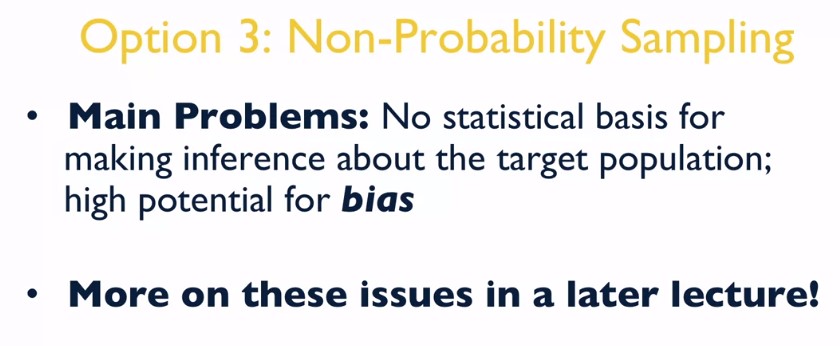 Option 3: Non-Probability Sampling
• Main Problems: No statistical basis for
making inference about the target population;
high potential for bias
• More on these issues in a later lecture!